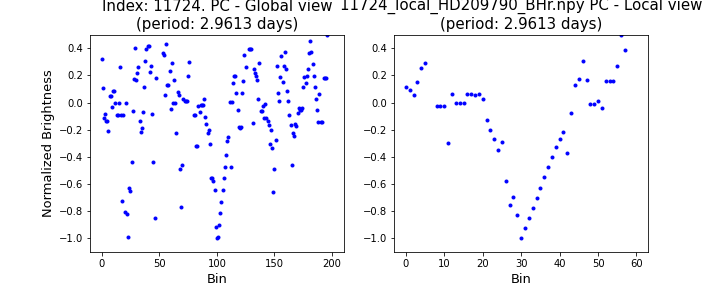 Index: 11724. PC - Global view
(period: 2.9613 days)
11724_local_HD209790_BHr.npy PC - Local view
(period: 2.9613 days)
Normalized Brightness
0.4
0.2
0.0
−0.2
−0.4
−0.6
−0.8
−1.0
0 50 100 150 200
Bin
0.4
0.2
0.0
−0.2
−0.4
−0.6
−0.8
−1.0
0 10 20 30 40 50 60
Bin